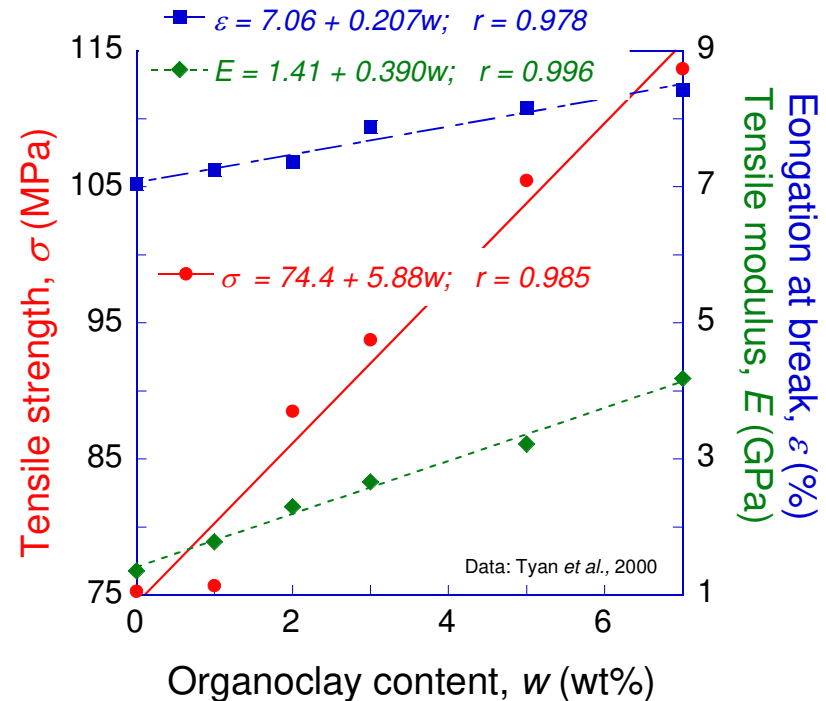 ε = 7.06 + 0.207w; r = 0.978
E = 1.41 + 0.390w; r = 0.996
σ = 74.4 + 5.88w; r = 0.985
Data: Tyan et al., 2000
115
105
95
85
75
9
7
5
3
1
0
2
4
6
Tensile strength, σ (MPa)
Tensile modulus, E (GPa)
Eongation at break, ε (%)
Organoclay content, w (wt%)